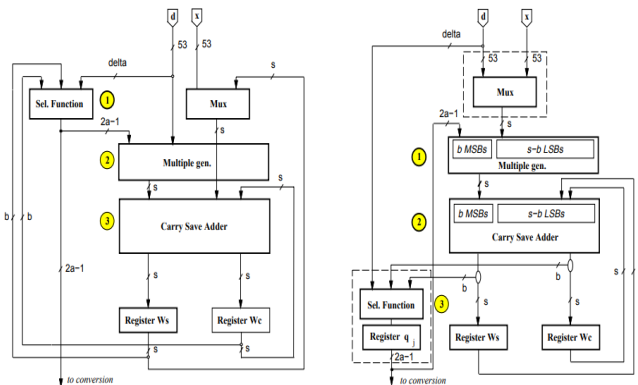 d
x
53
53
delta
s
Sel. Function
1
Mux
2a−1
s
2
Multiple gen.
s
s
3
Carry Save Adder
b
b
2a−1
s
s
Register Ws
Register Wc
s
s
to conversion
d
x
delta
53
53
Mux
2a−1
s
1
b MSBs
s−b LSBs
Multiple gen.
s
2
b MSBs
s−b LSBs
Carry Save Adder
b
b
s
s
s
Sel. Function
3
Register q j
Register Ws
Register Wc
2a−1
to conversion